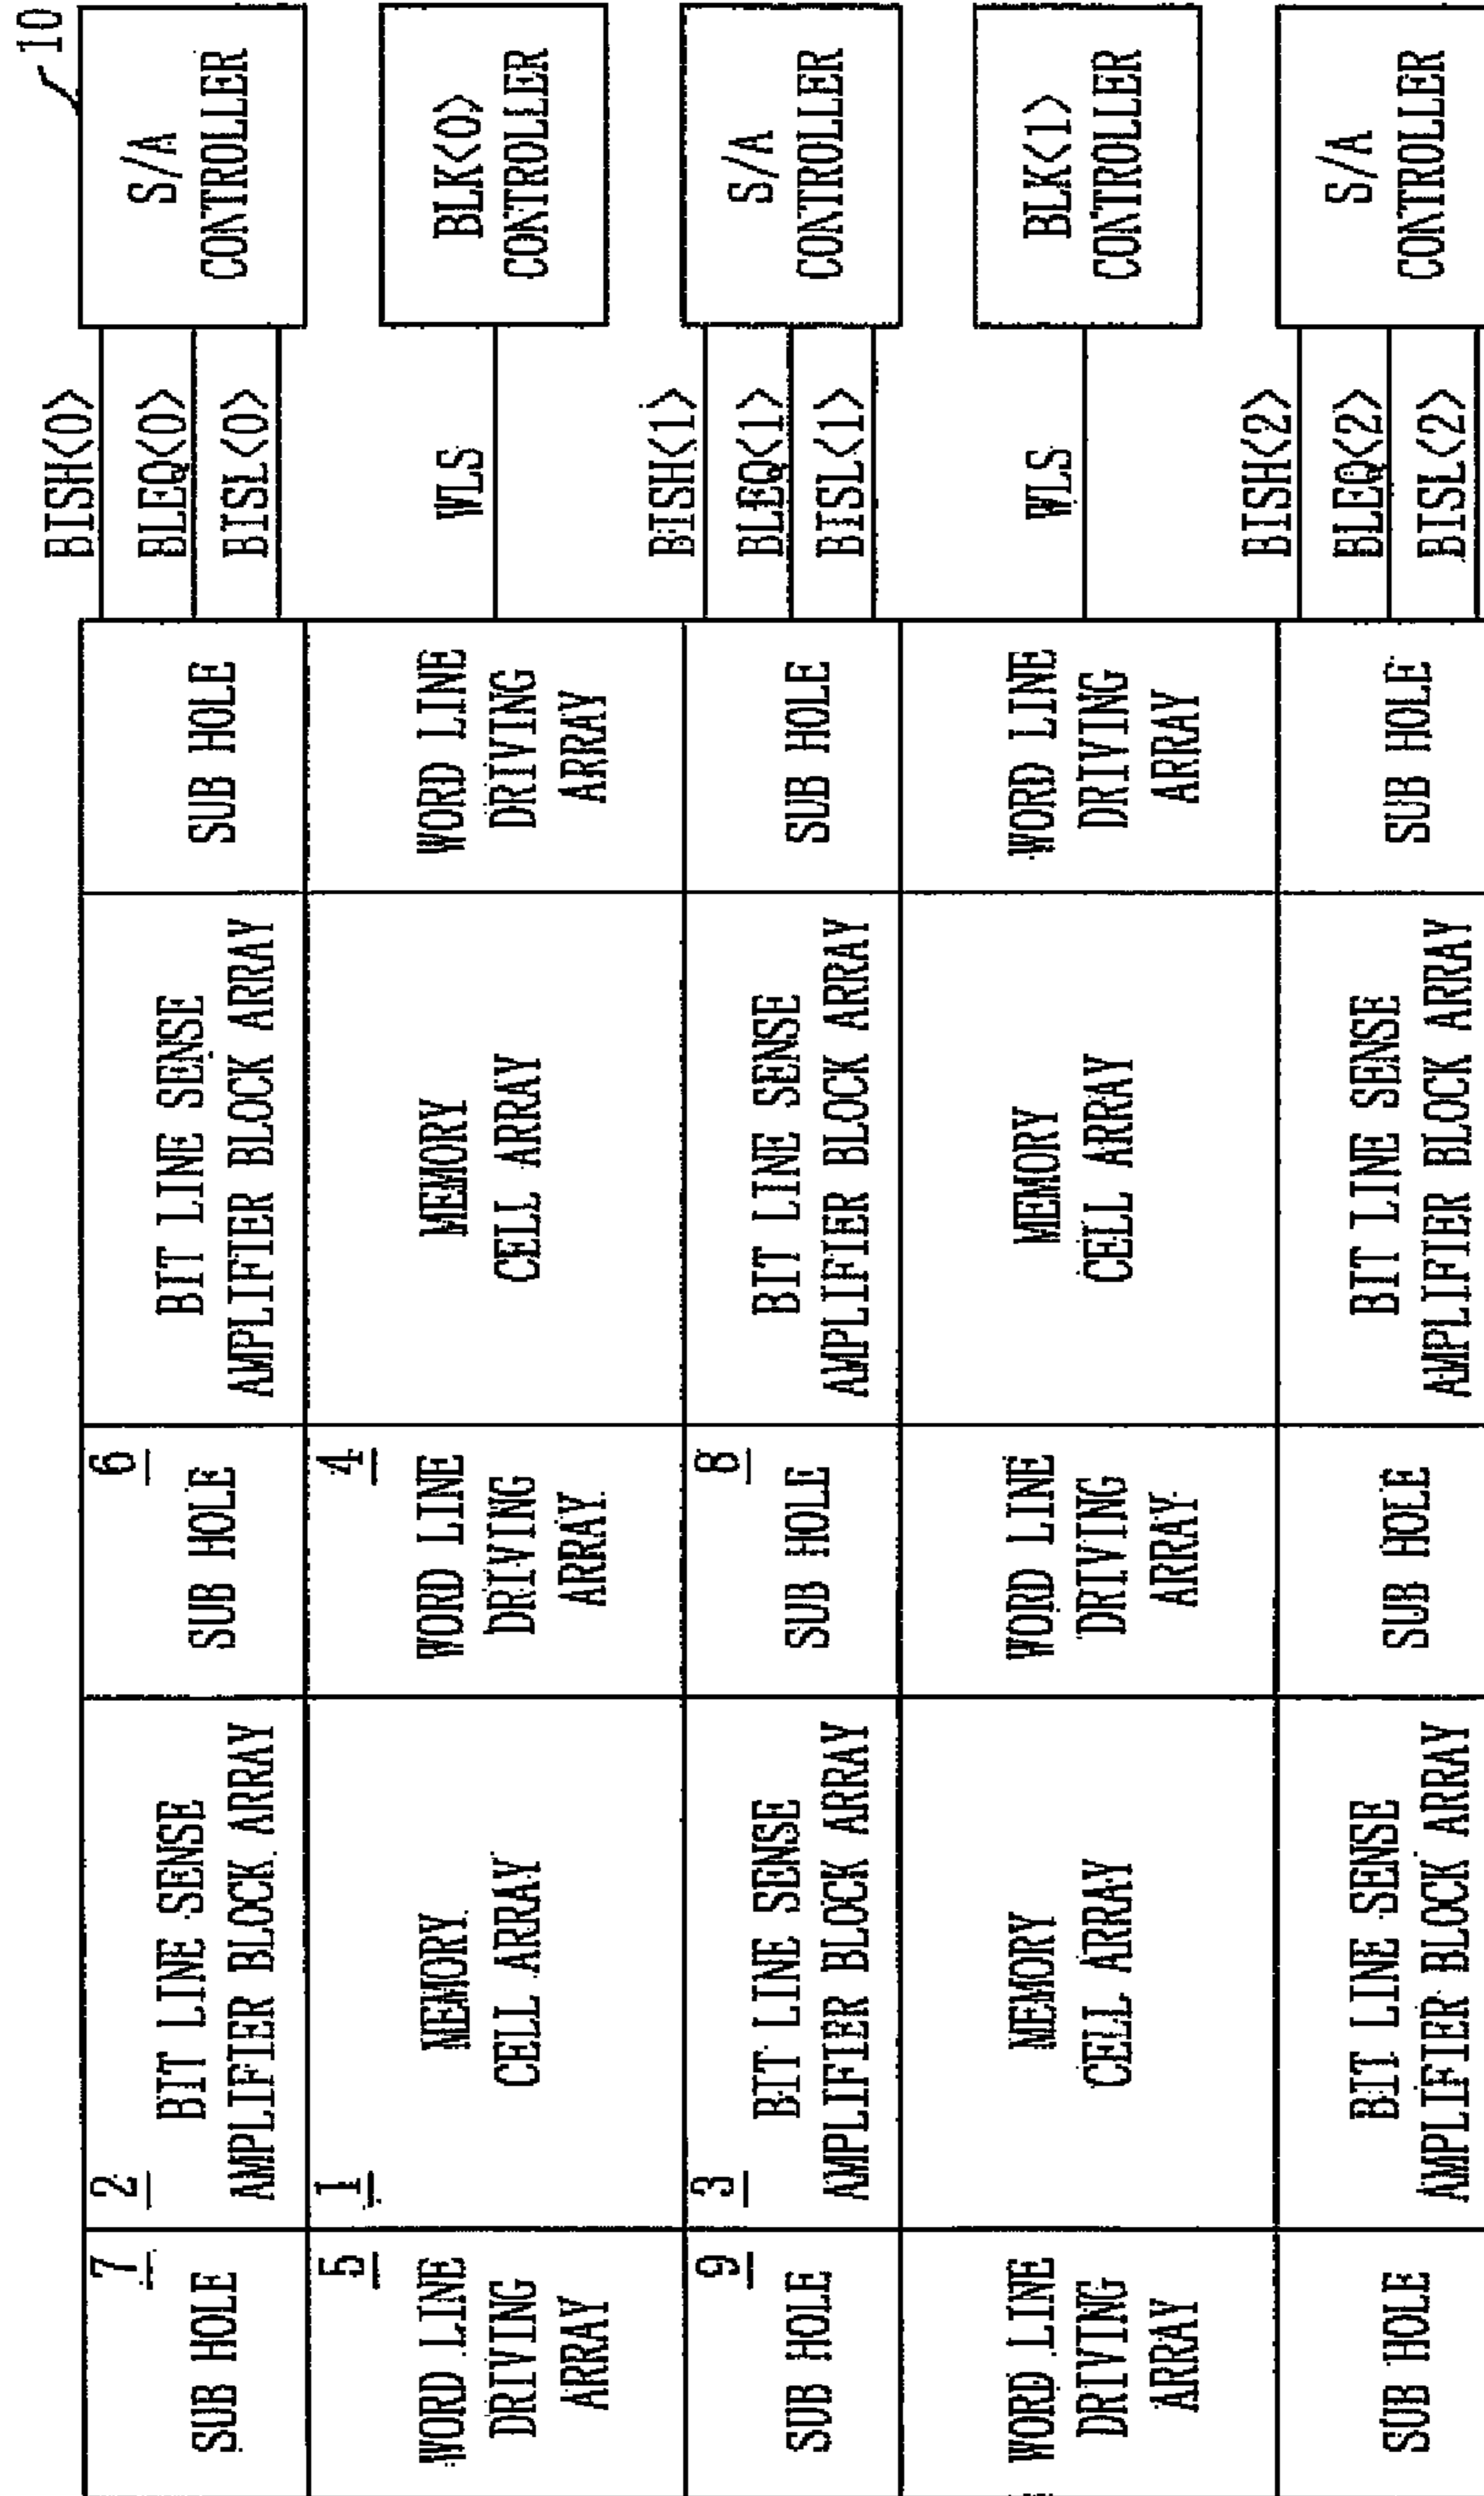 7
SUB HOLE
2
BIT LINE SENSE
AMPLIFIER BLOCK ARRAY
6
SUB HOLE
BIT LINE SENSE
AMPLIFIER BLOCK ARRAY
SUB HOLE
BISH<0>
BLEQ<0>
BISL<0>
10
S/A
CONTROLLER
5
WORD LINE
DRIVING
ARRAY
1
MEMORY
CELL ARRAY
4
WORD LINE
DRIVING
ARRAY
MEMORY
CELL ARRAY
WORD LINE
DRIVING
ARRAY
WLS
BLK<0>
CONTROLLER
9
SUB HOLE
3
BIT LINE SENSE
AMPLIFIER BLOCK ARRAY
8
SUB HOLE
BIT LINE SENSE
AMPLIFIER BLOCK ARRAY
SUB HOLE
BISH<1>
BLEQ<1>
BISL<1>
S/A
CONTROLLER
WORD LINE
DRIVING
ARRAY
MEMORY
CELL ARRAY
WORD LINE
DRIVING
ARRAY
MEMORY
CELL ARRAY
WORD LINE
DRIVING
ARRAY
WLS
BLK<1>
CONTROLLER
SUB HOLE
BIT LINE SENSE
AMPLIFIER BLOCK ARRAY
SUB HOLE
BIT LINE SENSE
AMPLIFIER BLOCK ARRAY
SUB HOLE
BISH<2>
BLEQ<2>
BISL<2>
S/A
CONTROLLER